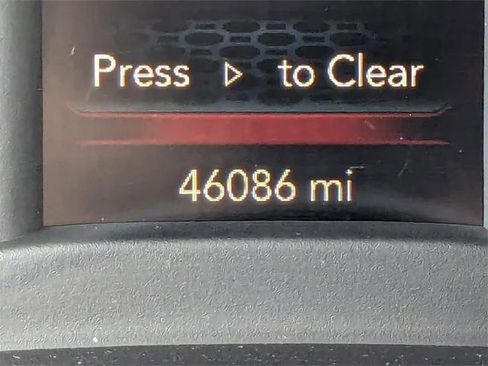 Press ▷ to Clear
46086 mi